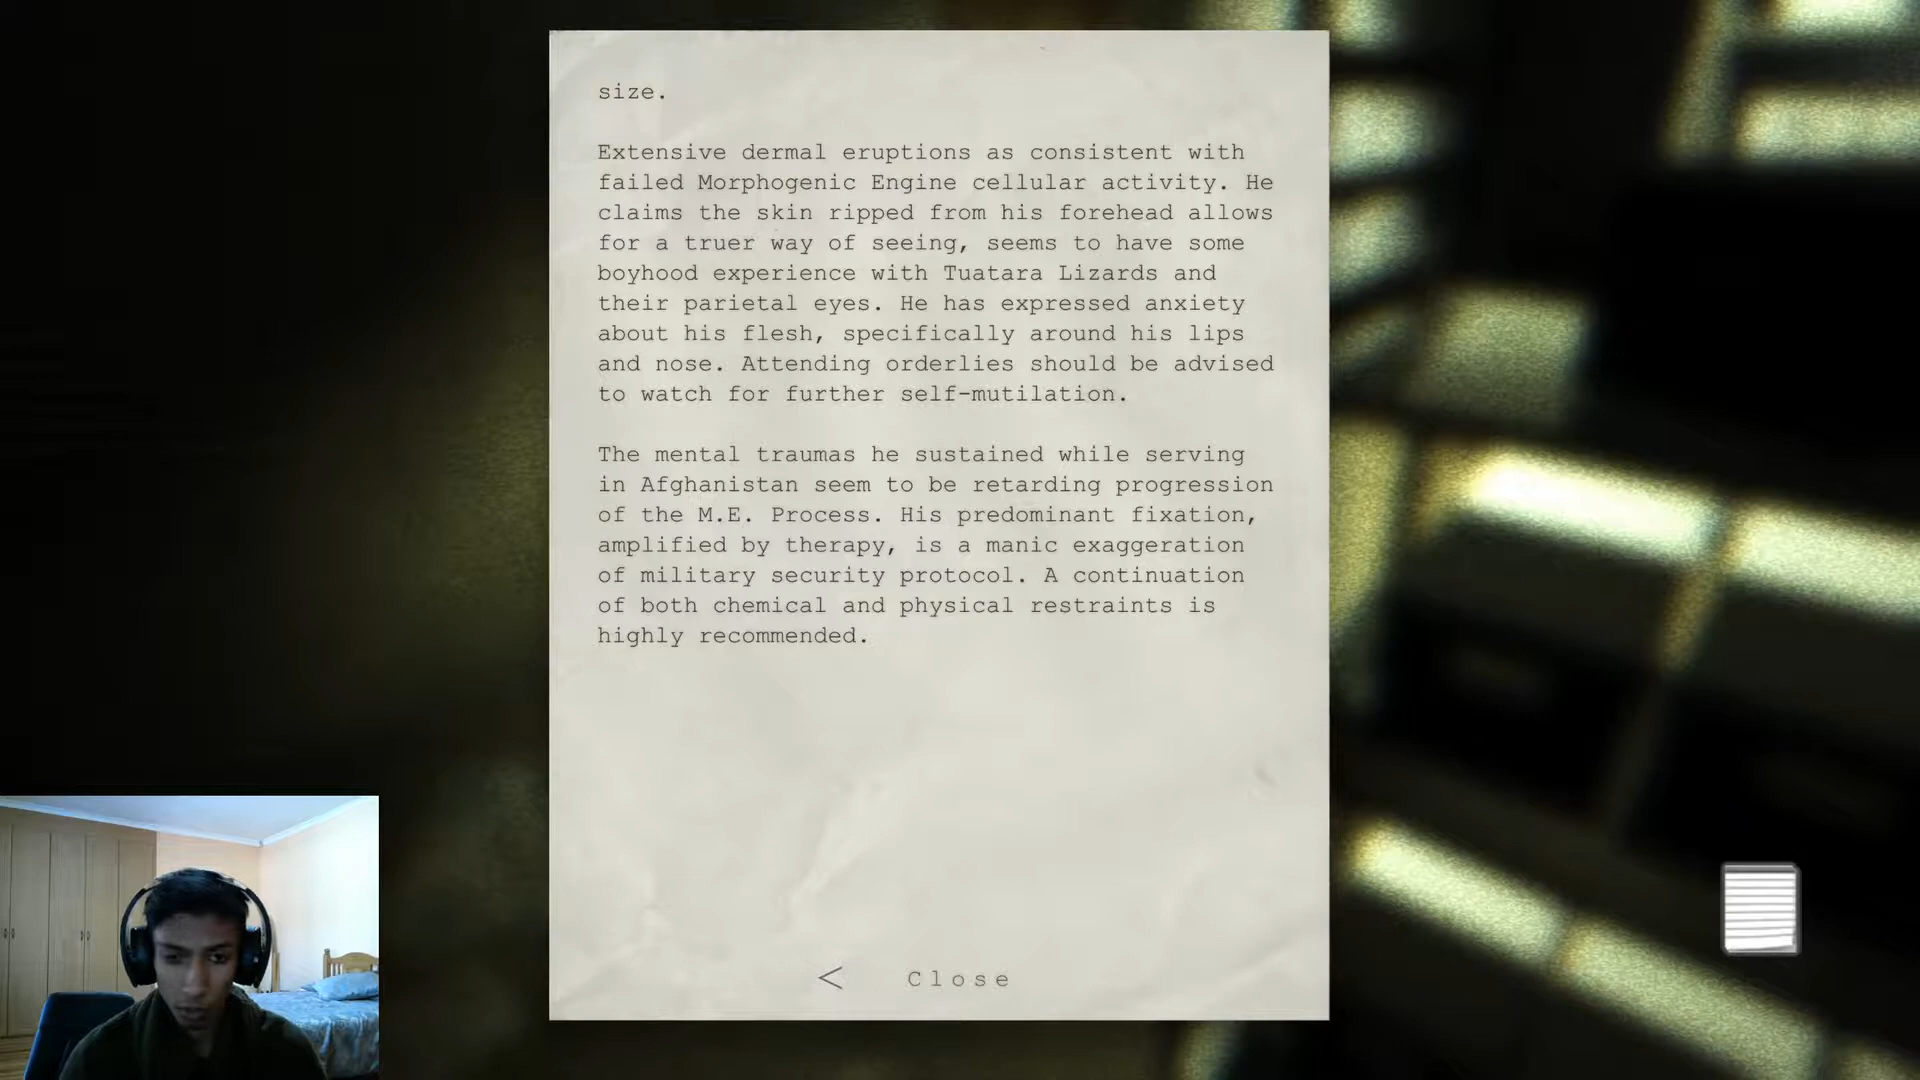 size.
Extensive dermal eruptions as consistent with
failed Morphogenic Engine cellular activity. He
claims the skin ripped from his forehead allows
for a truer way of seeing, seems to have some
boyhood experience with Tuatara Lizards and
their parietal eyes. He has expressed anxiety
about his flesh, specifically around his lips
and nose. Attending orderlies should be advised
to watch for further self-mutilation.
The mental traumas he sustained while serving
in Afghanistan seem to be retarding progression
of the M.E. Process. His predominant fixation,
amplified by therapy, is a manic exaggeration
of military security protocol. A continuation
of both chemical and physical restraints is
highly recommended.
< Close